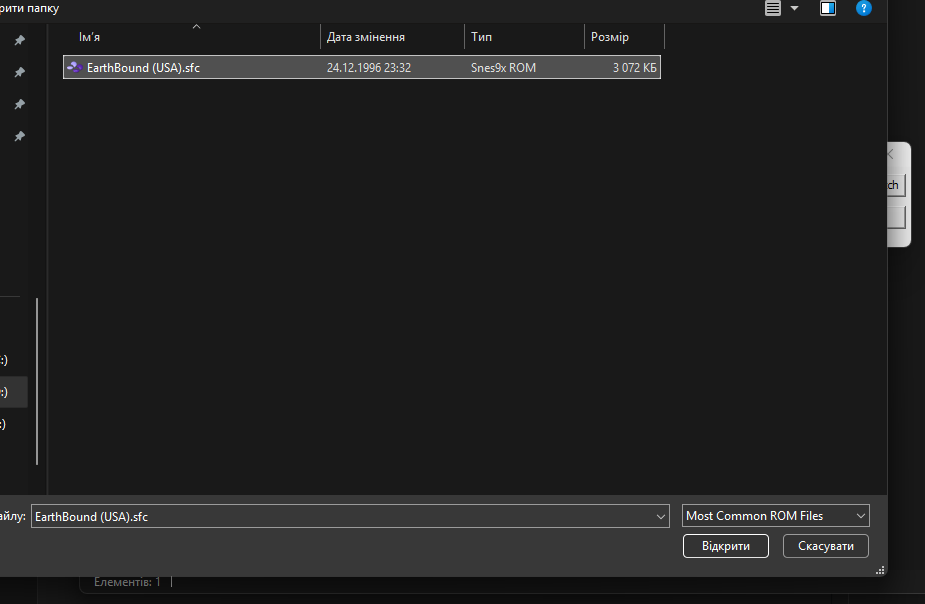 рити папку
Ім'я Дата змінення Тип Розмір
EarthBound (USA).sfc 24.12.1996 23:32 Snes9x ROM 3 072 КБ
ch
:)
:)
:)
айлу: EarthBound (USA).sfc Most Common ROM Files
Відкрити Скасувати
Елементів: 1